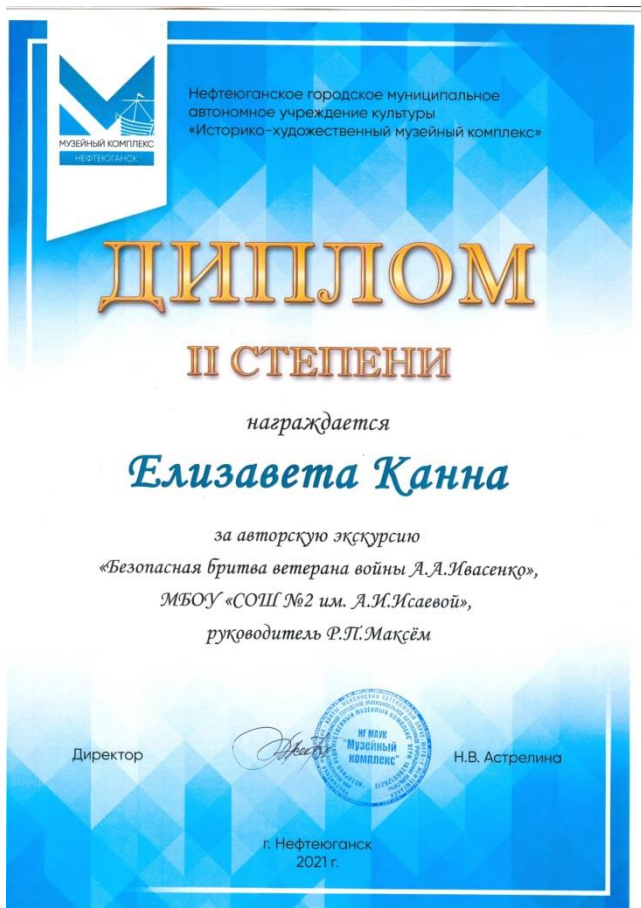 МУЗЕЙНЫЙ КОМПЛЕКС
НЕФТЕЮГАНСК
Нефтеюганское городское муниципальное
автономное учреждение культуры
«Историко-художественный музейный комплекс»
ДИПЛОМ
II СТЕПЕНИ
награждается
Елизавета Канна
за авторскую экскурсию
«Безопасная бритва ветерана войны А.А.Ивасенко»,
МБОУ «СОШ №2 им. А.И.Исаевой»,
руководитель Р.П.Максём
Директор
НГ МАУК
"Музейный
комплекс"
Н.В. Астрелина
г. Нефтеюганск
2021 г.